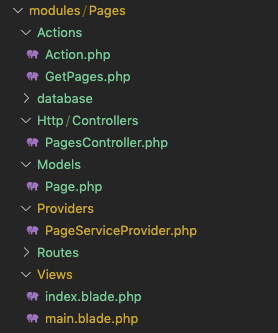 modules / Pages
Actions
Action.php
GetPages.php
database
Http / Controllers
PagesController.php
Models
Page.php
Providers
PageServiceProvider.php
Routes
Views
index.blade.php
main.blade.php